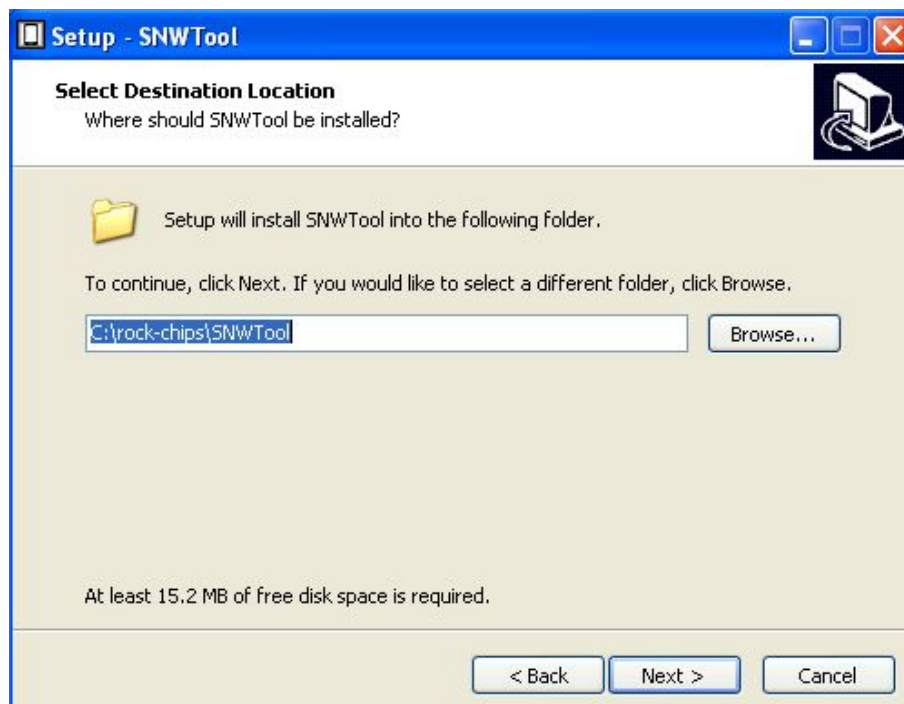 Setup - SNWTool
Select Destination Location
Where should SNWTool be installed?
Setup will install SNWTool into the following folder.
To continue, click Next. If you would like to select a different folder, click Browse.
C:\rock-chips\SNWTool
Browse...
At least 15.2 MB of free disk space is required.
< Back
Next >
Cancel